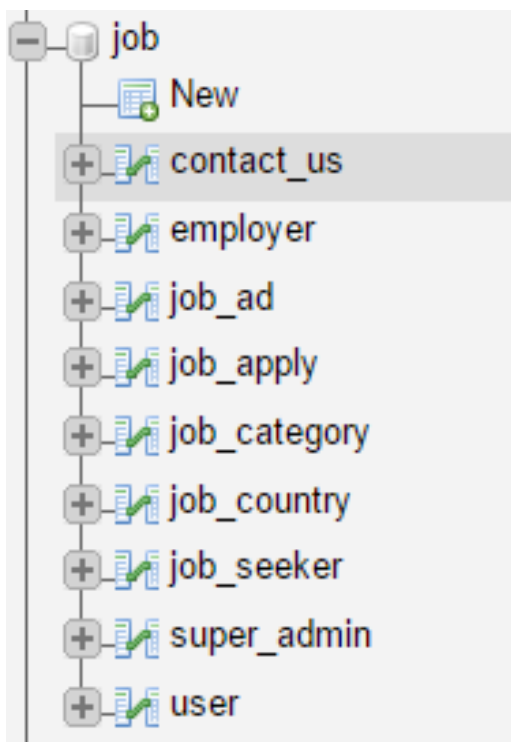 job
New
contact_us
employer
job_ad
job_apply
job_category
job_country
job_seeker
super_admin
user